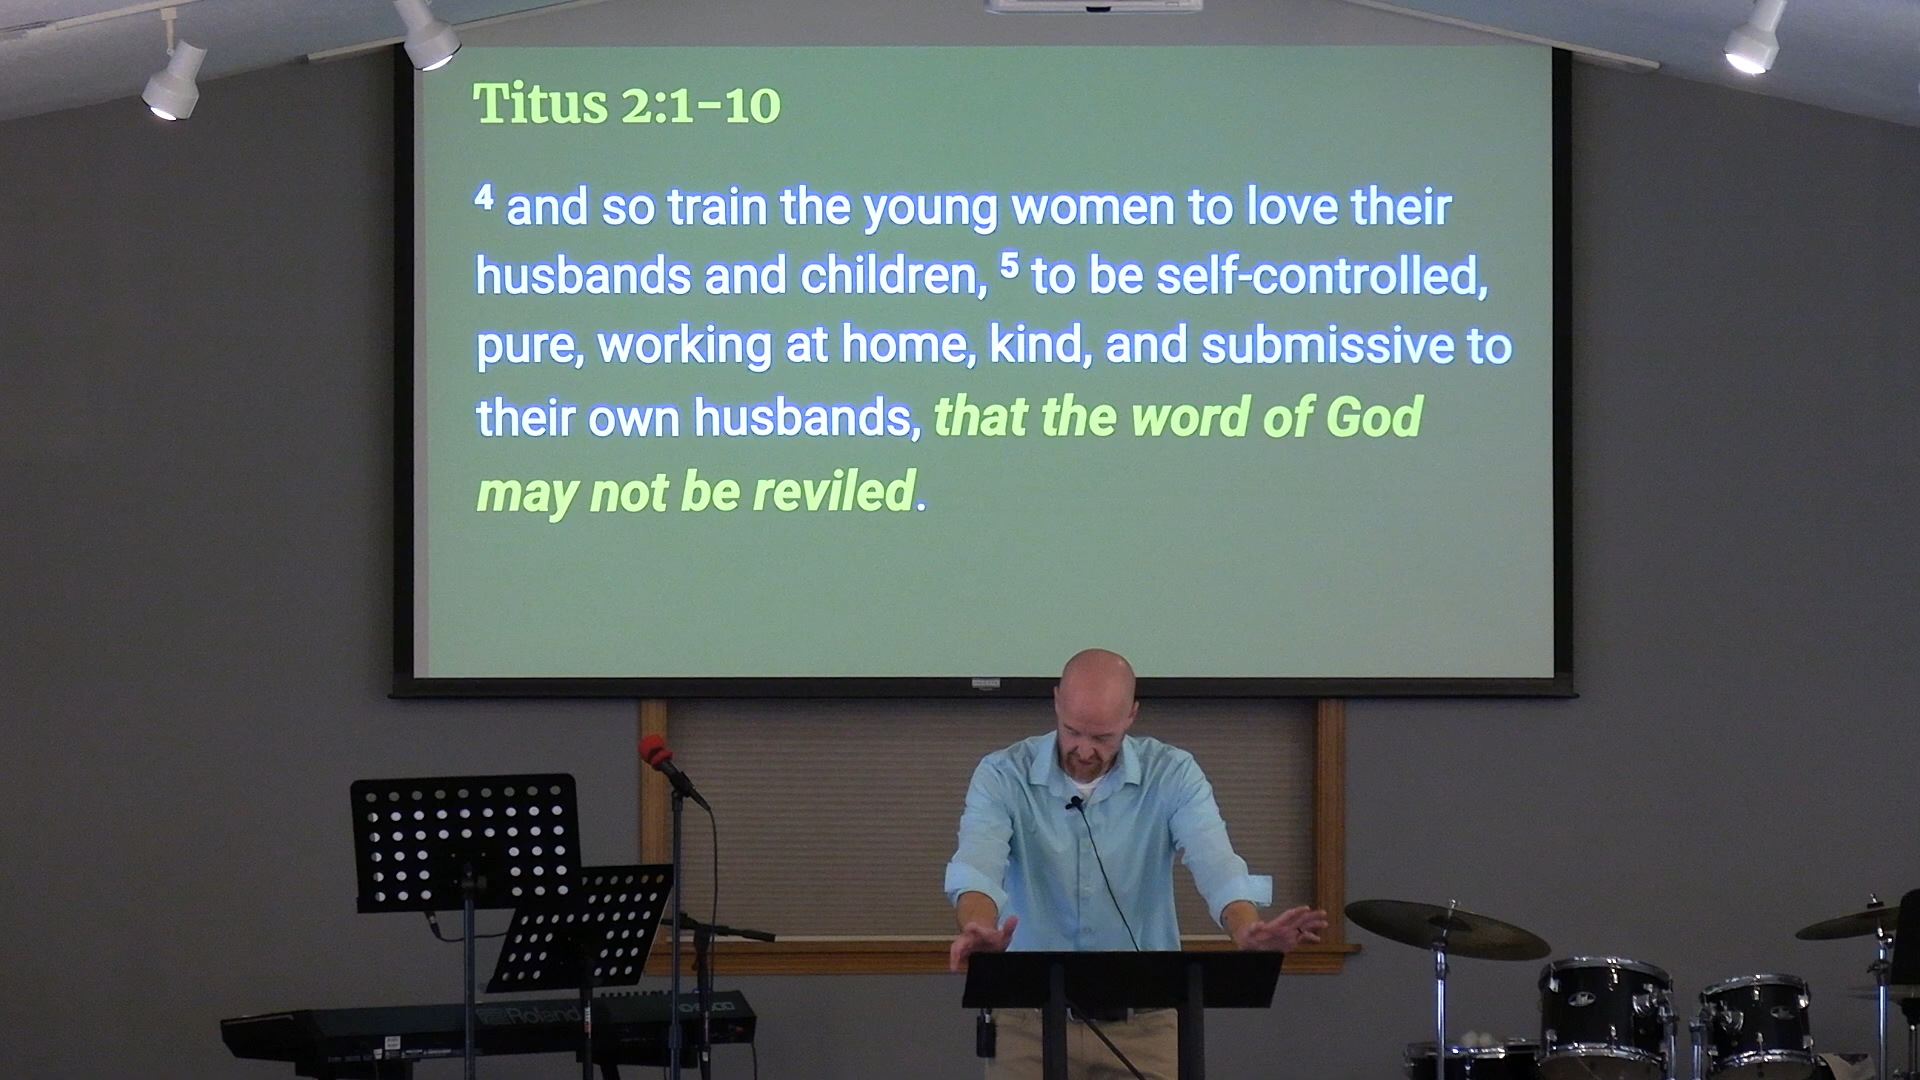 Titus 2:1-10
4 and so train the young women to love their
husbands and children, 5 to be self-controlled,
pure, working at home, kind, and submissive to
their own husbands, that the word of God
may not be reviled.
Roland